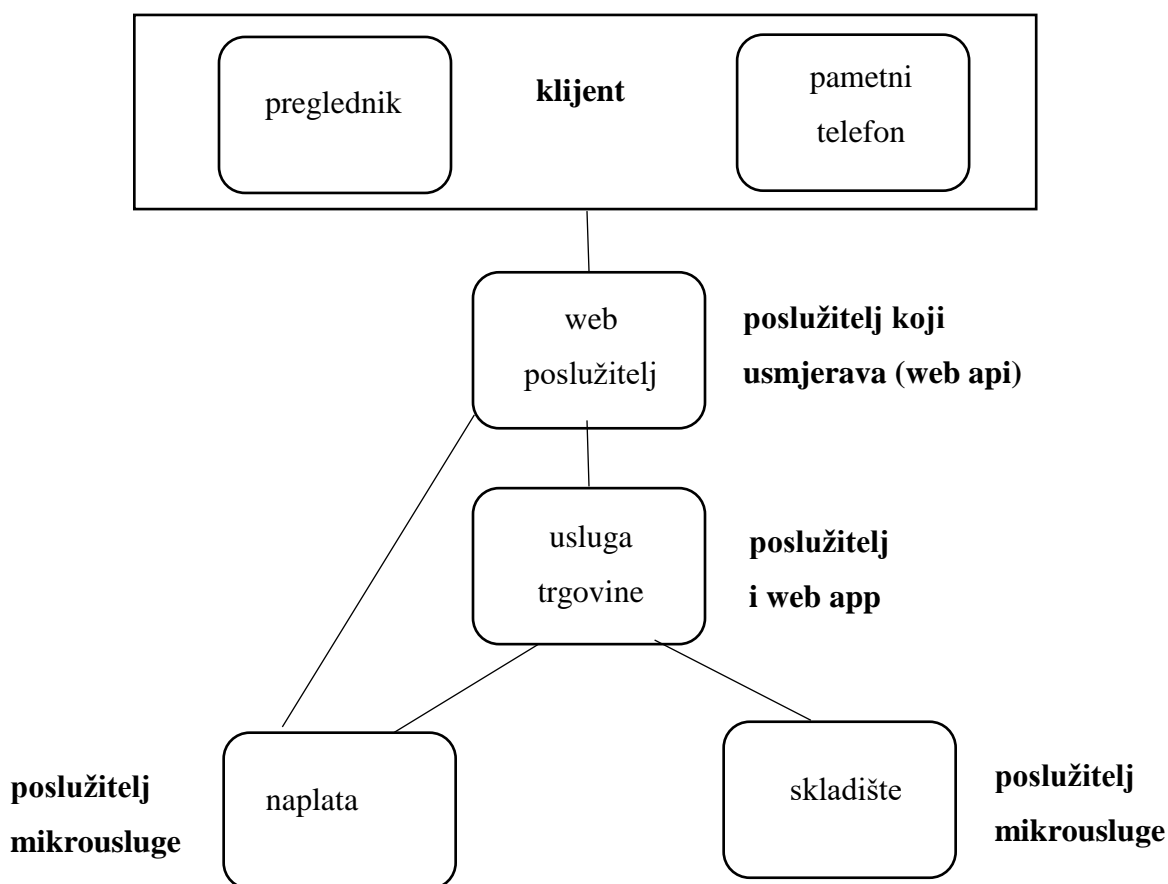 preglednik
klijent
pametni
telefon
web
poslužitelj
poslužitelj koji
usmjerava (web api)
usluga
trgovine
poslužitelj
i web app
poslužitelj
mikrousluge
naplata
skladište
poslužitelj
mikrousluge